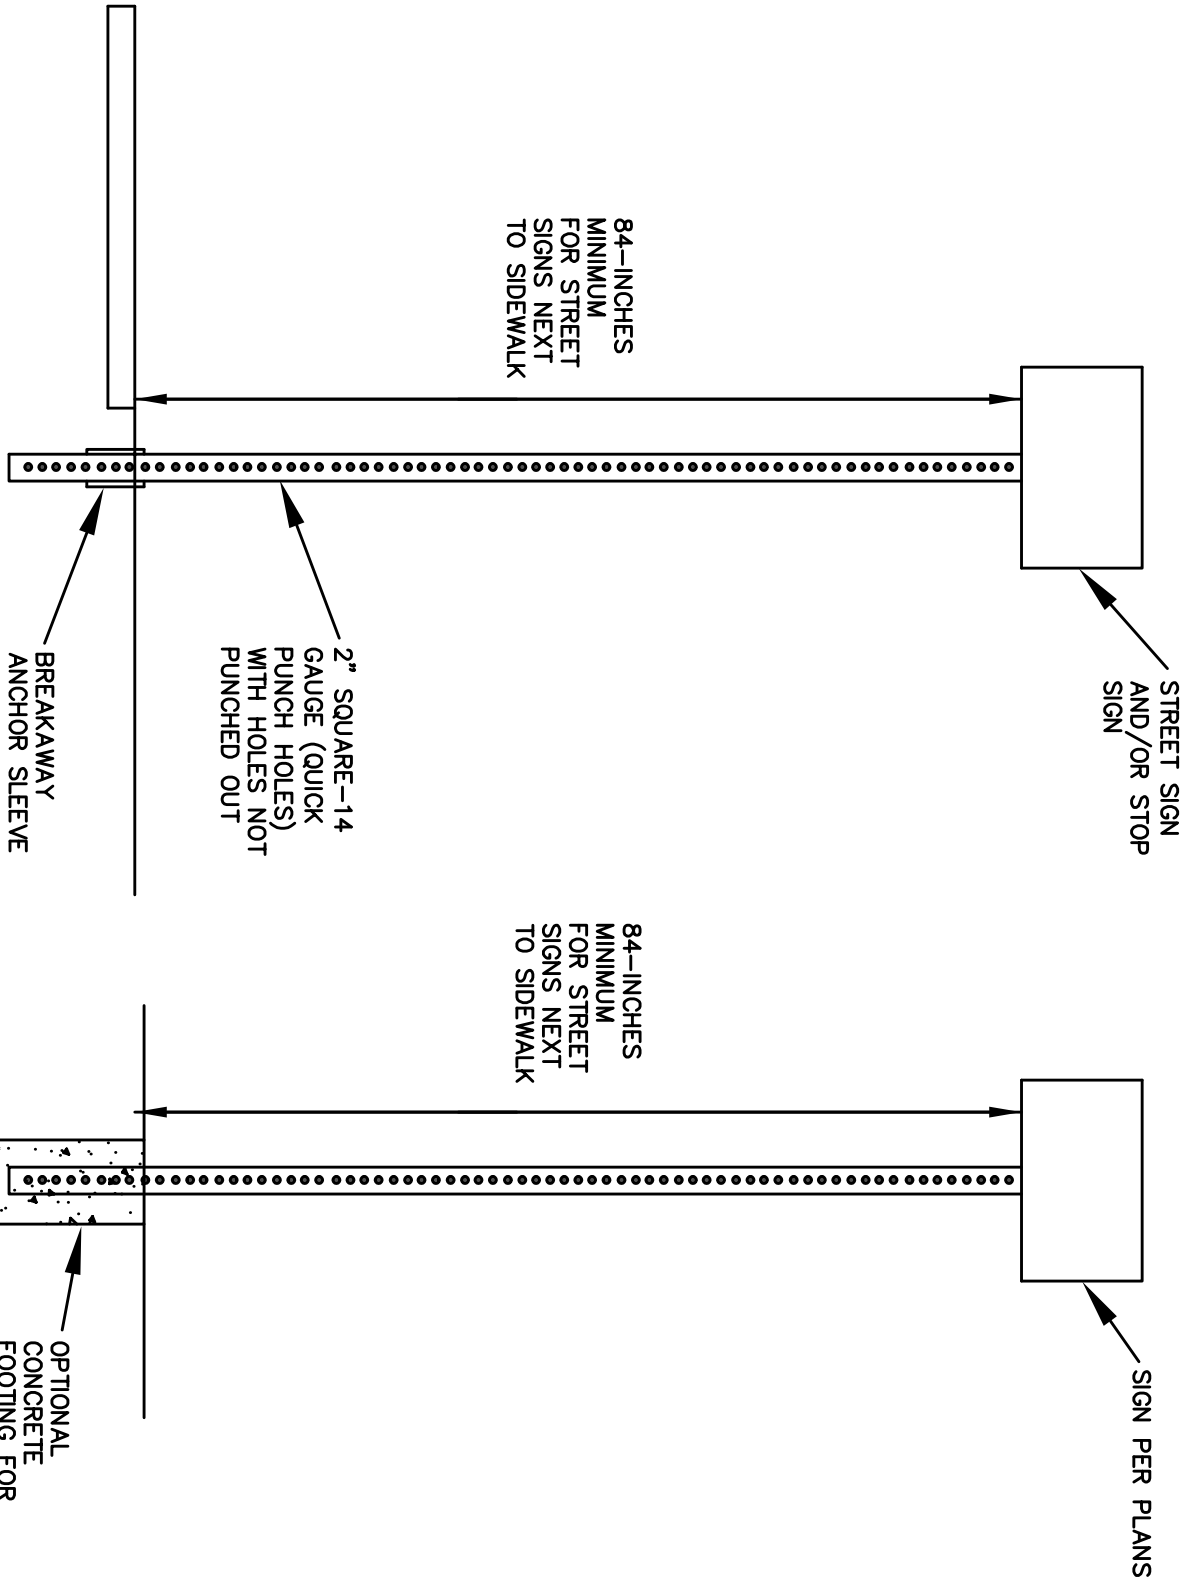 STREET SIGN
AND/OR STOP
SIGN
84-INCHES
MINIMUM
FOR STREET
SIGNS NEXT
TO SIDEWALK
2" SQUARE-14
GAUGE (QUICK
PUNCH HOLES)
WITH HOLES NOT
PUNCHED OUT
BREAKAWAY
ANCHOR SLEEVE
SIGN PER PLANS
84-INCHES
MINIMUM
FOR STREET
SIGNS NEXT
TO SIDEWALK
OPTIONAL
CONCRETE
FOOTING FOR